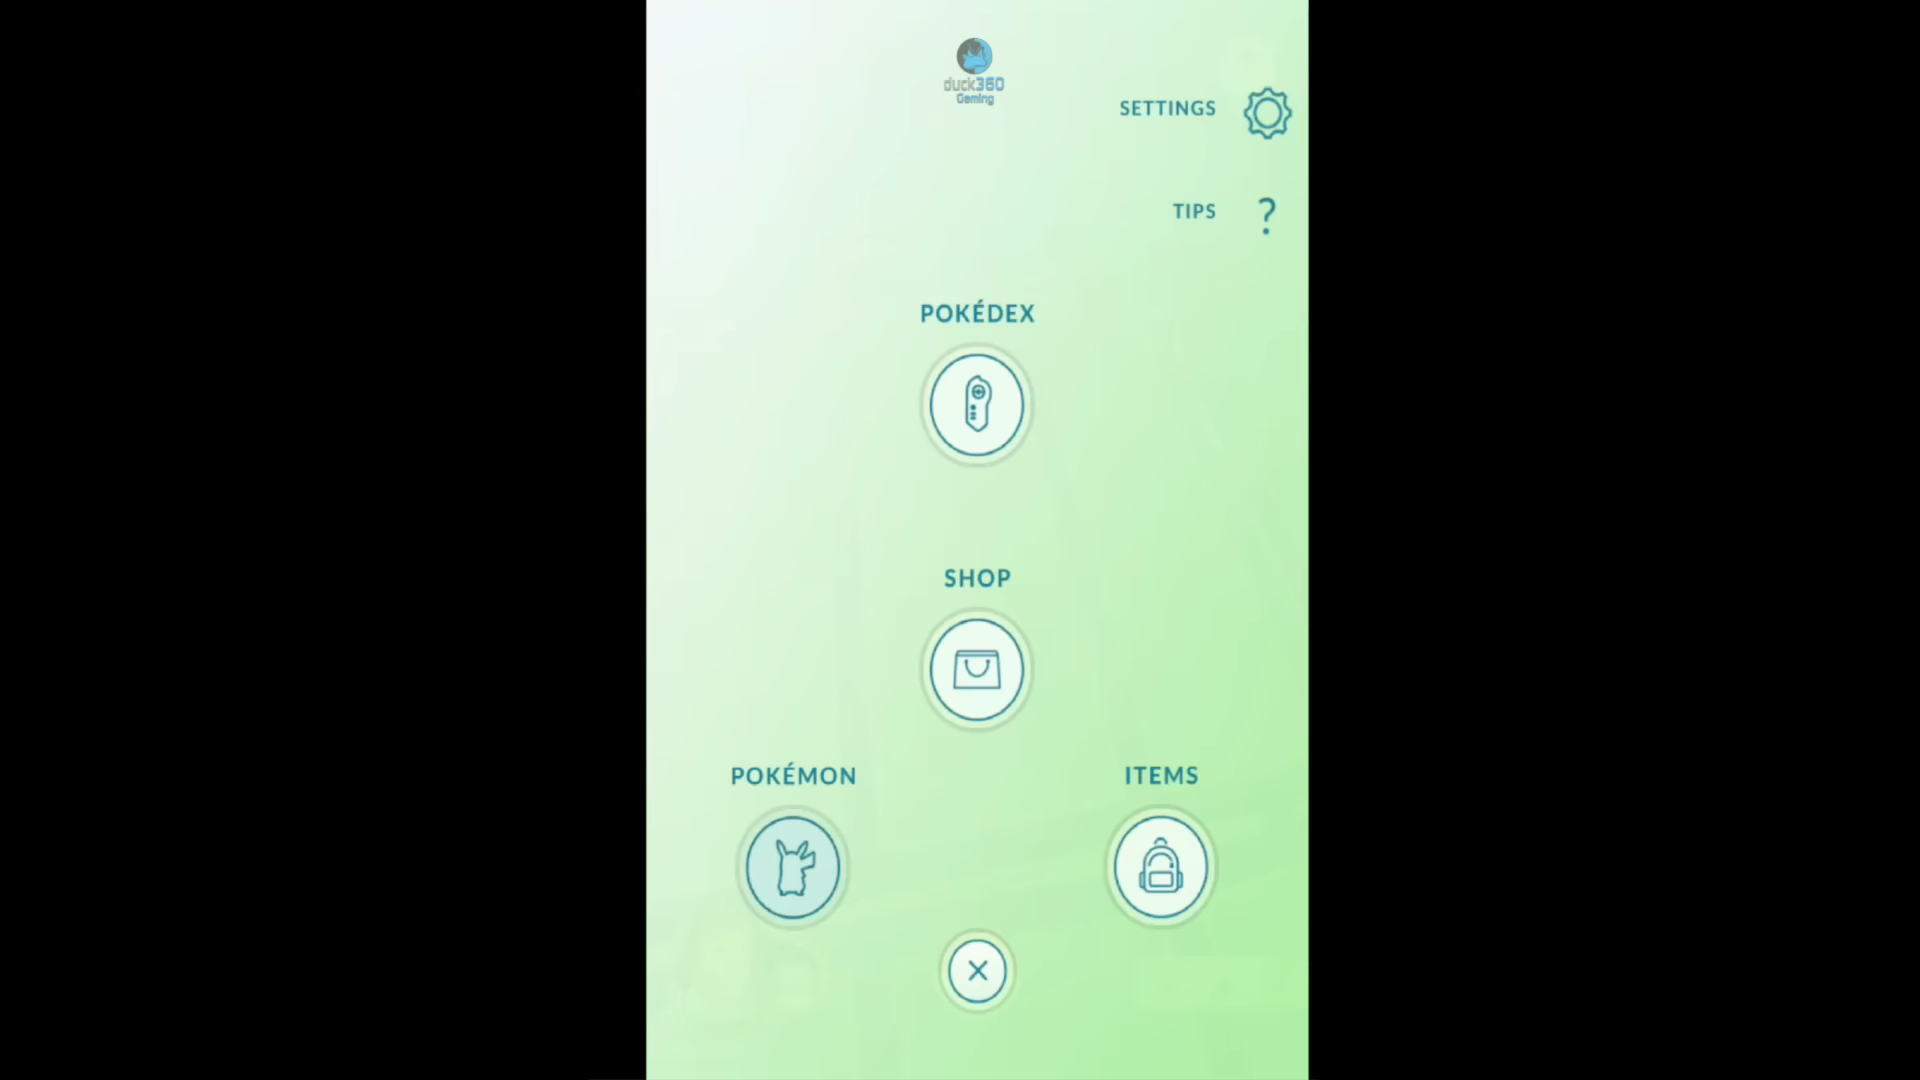 duck360
Gaming
SETTINGS
TIPS
?
POKÉDEX
SHOP
POKÉMON
ITEMS